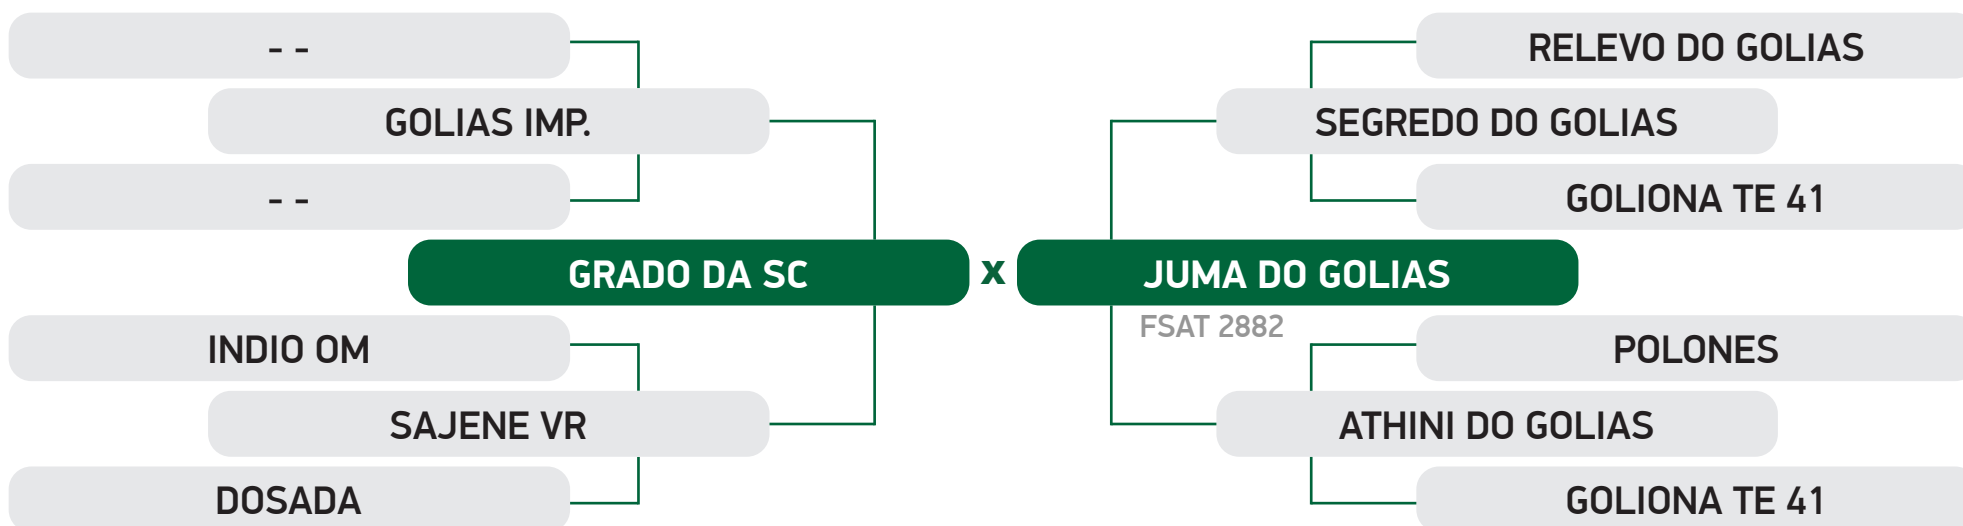 - -
RELEVO DO GOLIAS
GOLIAS IMP.
SEGREDO DO GOLIAS
- -
GOLIONA TE 41
GRADO DA SC
x
JUMA DO GOLIAS
FSAT 2882
INDIO OM
POLONES
SAJENE VR
ATHINI DO GOLIAS
DOSADA
GOLIONA TE 41